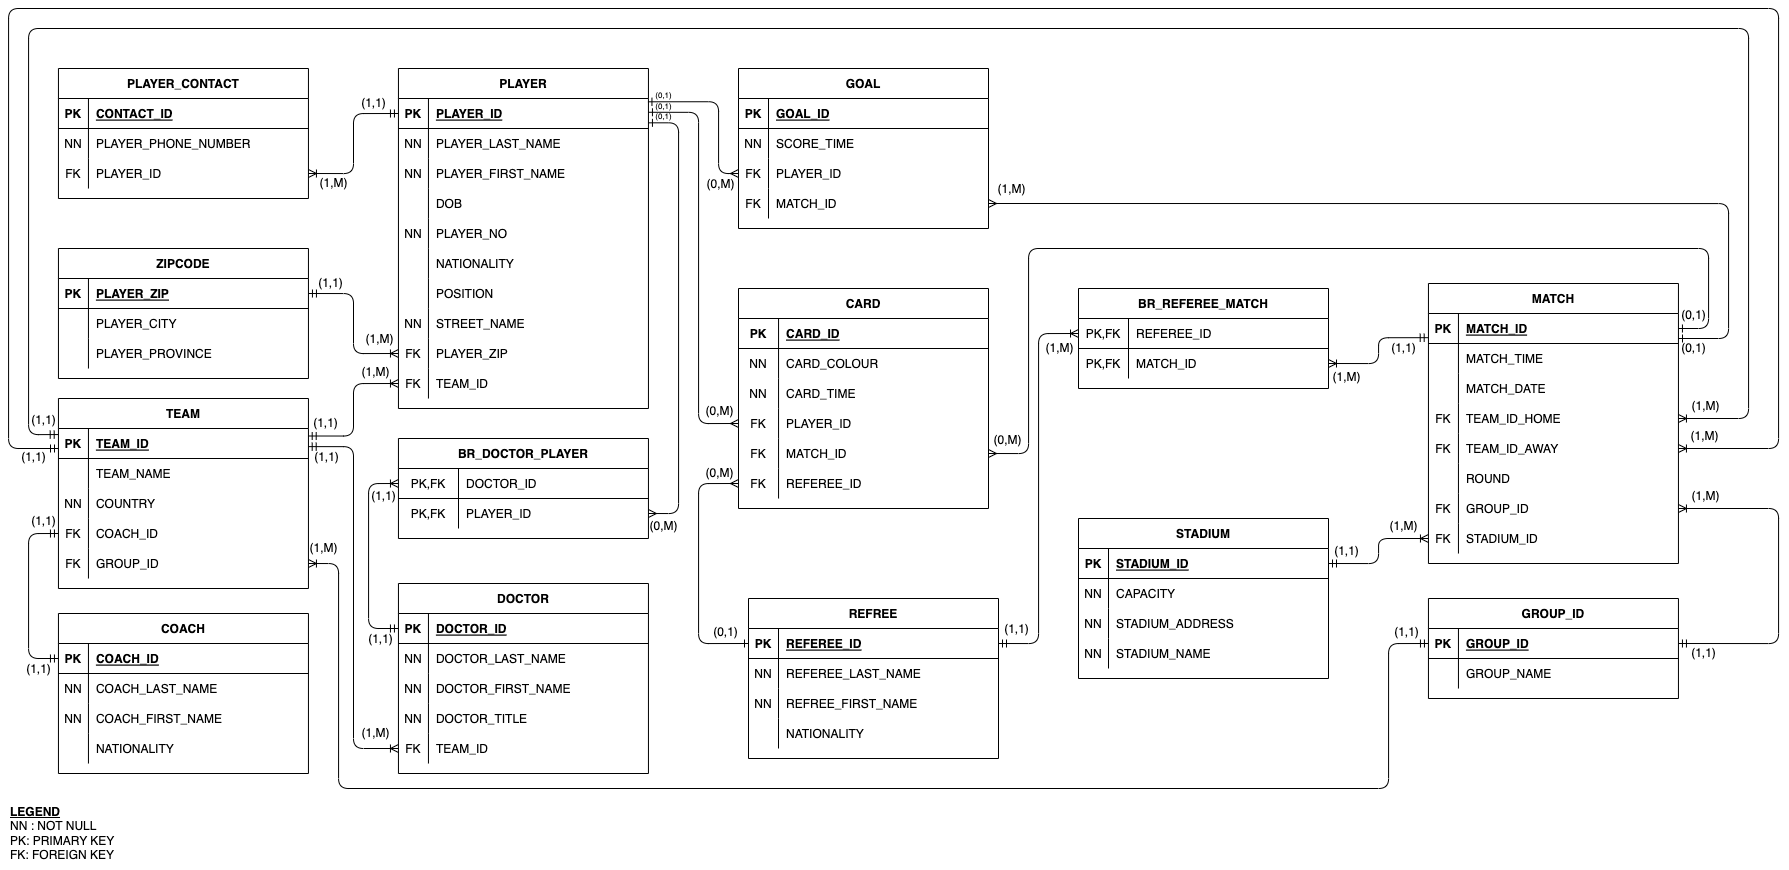 PLAYER_CONTACT
PK CONTACT_ID
NN PLAYER_PHONE_NUMBER
FK PLAYER_ID
(1,1)
(1,M)
PLAYER
PK PLAYER_ID
NN PLAYER_LAST_NAME
NN PLAYER_FIRST_NAME
DOB
NN PLAYER_NO
NATIONALITY
POSITION
NN STREET_NAME
FK PLAYER_ZIP
FK TEAM_ID
(0,1)
(0,1)
(0,1)
(0,M)
GOAL
PK GOAL_ID
NN SCORE_TIME
FK PLAYER_ID
FK MATCH_ID
(1,M)
ZIPCODE
PK PLAYER_ZIP
PLAYER_CITY
PLAYER_PROVINCE
(1,1)
(1,M)
(1,M)
CARD
PK CARD_ID
NN CARD_COLOUR
NN CARD_TIME
FK PLAYER_ID
FK MATCH_ID
FK REFEREE_ID
(0,M)
(0,M)
(0,M)
BR_REFEREE_MATCH
PK,FK REFEREE_ID
PK,FK MATCH_ID
(1,M)
(1,M)
(1,1)
MATCH
PK MATCH_ID
MATCH_TIME
MATCH_DATE
FK TEAM_ID_HOME
FK TEAM_ID_AWAY
ROUND
FK GROUP_ID
FK STADIUM_ID
(0,1)
(0,1)
(1,M)
(1,M)
(1,M)
(1,M)
TEAM
PK TEAM_ID
TEAM_NAME
NN COUNTRY
FK COACH_ID
FK GROUP_ID
(1,1)
(1,1)
(1,1)
(1,1)
(1,1)
(1,M)
BR_DOCTOR_PLAYER
PK,FK DOCTOR_ID
PK,FK PLAYER_ID
(1,1)
(0,M)
STADIUM
PK STADIUM_ID
NN CAPACITY
NN STADIUM_ADDRESS
NN STADIUM_NAME
(1,1)
COACH
PK COACH_ID
NN COACH_LAST_NAME
NN COACH_FIRST_NAME
NATIONALITY
(1,1)
DOCTOR
PK DOCTOR_ID
NN DOCTOR_LAST_NAME
NN DOCTOR_FIRST_NAME
NN DOCTOR_TITLE
FK TEAM_ID
(1,1)
(1,M)
REFREE
PK REFEREE_ID
NN REFEREE_LAST_NAME
NN REFREE_FIRST_NAME
NATIONALITY
(0,1)
(1,1)
GROUP_ID
PK GROUP_ID
GROUP_NAME
(1,1)
(1,1)
LEGEND
NN : NOT NULL
PK: PRIMARY KEY
FK: FOREIGN KEY